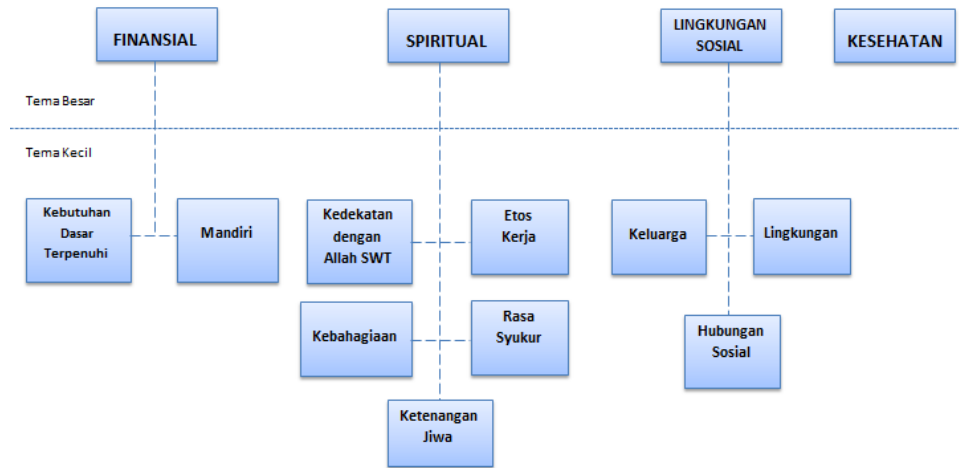 FINANSIAL
SPIRITUAL
LINGKUNGAN
SOSIAL
KESEHATAN
Tema Besar
Tema Kecil
Kebutuhan
Dasar
Terpenuhi
Mandiri
Kedekatan
dengan
Allah SWT
Etos
Kerja
Keluarga
Lingkungan
Kebahagiaan
Rasa
Syukur
Hubungan
Sosial
Ketenangan
Jiwa